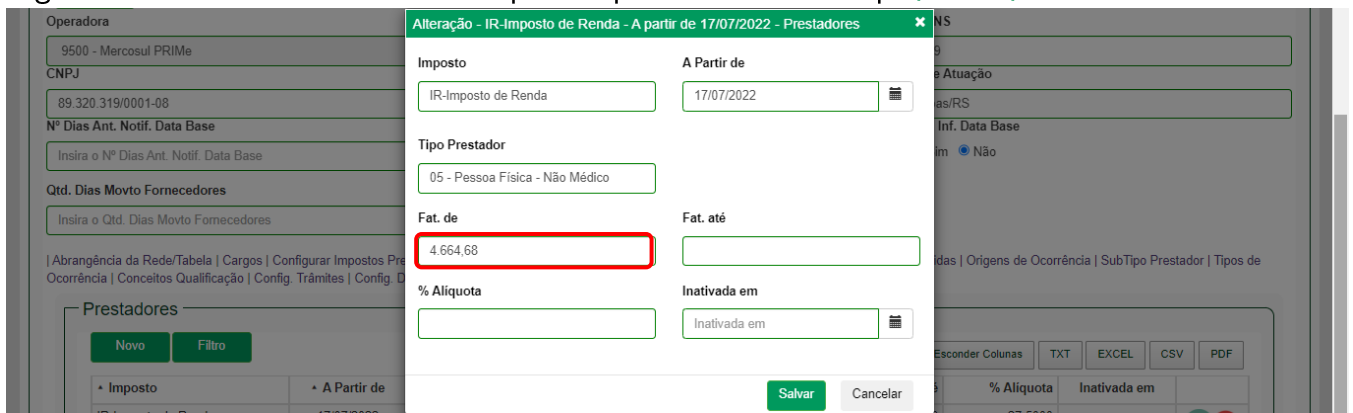 Operadora
Alteração - IR-Imposto de Renda - A partir de 17/07/2022 - Prestadores
✖
NS
9500 - Mercosul PRIMe
9
Imposto
A Partir de
CNPJ
e Atuação
IR-Imposto de Renda
17/07/2022
89.320.319/0001-08
as/RS
Nº Dias Ant. Notif. Data Base
Inf. Data Base
Tipo Prestador
Insira o Nº Dias Ant. Notif. Data Base
im Não
05 - Pessoa Física - Não Médico
Qtd. Dias Movto Fornecedores
Fat. de
Fat. até
Insira o Qtd. Dias Movto Fornecedores
4.664,68
| Abrangência da Rede/Tabela | Cargos | Configurar Impostos Pre
idas | Origens de Ocorrência | SubTipo Prestador | Tipos de
Ocorrência | Conceitos Qualificação | Config. Trâmites | Config. D
% Alíquota
Inativada em
Prestadores
Inativada em
Novo
Filtro
Esconder Colunas
TXT
EXCEL
CSV
PDF
Imposto
A Partir de
% Alíquota
Inativada em
Salvar
Cancelar